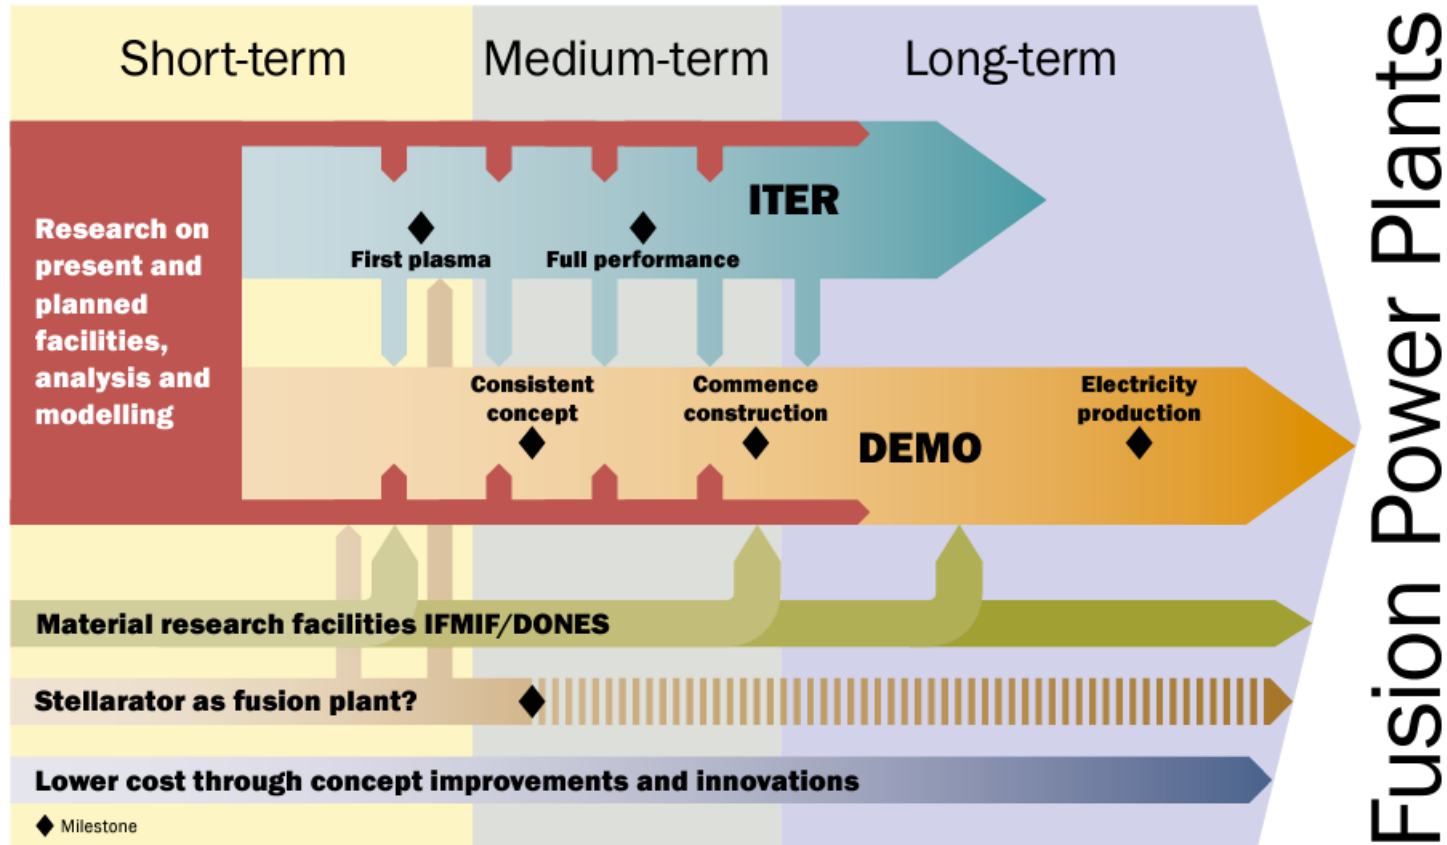 Short-term
Medium-term
Long-term
Research on
present and
planned
facilities,
analysis and
modelling
ITER
First plasma
Full performance
Consistent
concept
Commence
construction
Electricity
production
DEMO
Material research facilities IFMIF/DONES
Stellarator as fusion plant?
Lower cost through concept improvements and innovations
Milestone
Fusion Power Plants